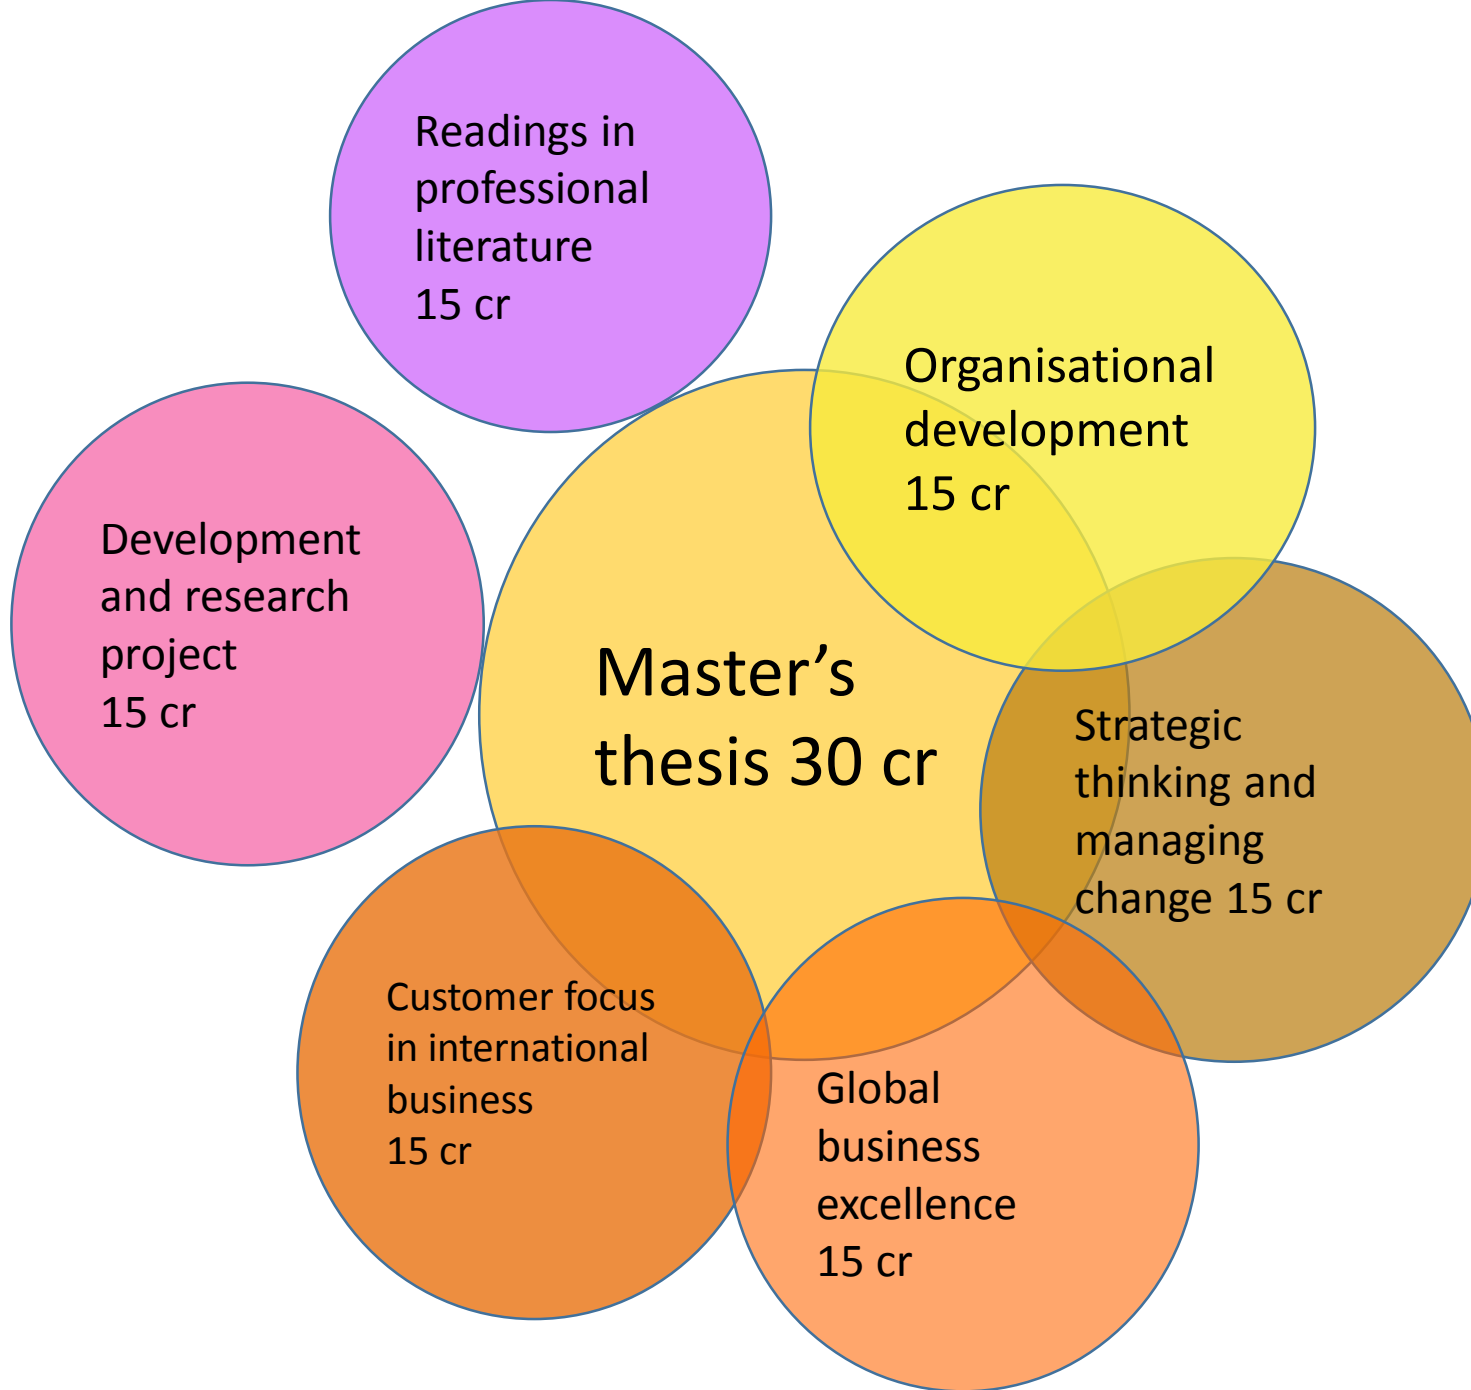 Readings in
professional
literature
15 cr
Organisational
development
15 cr
Development
and research
project
15 cr
Master’s
thesis 30 cr
Strategic
thinking and
managing
change 15 cr
Customer focus
in international
business
15 cr
Global
business
excellence
15 cr